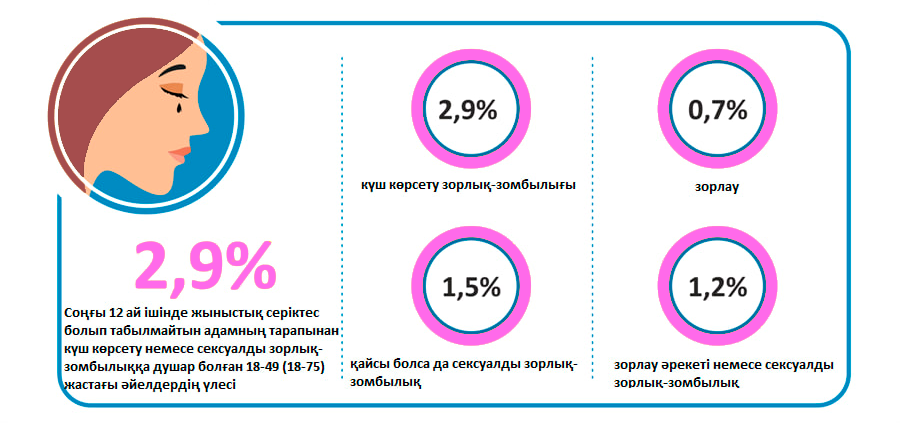 2,9%
Соңғы 12 ай ішінде жыныстық серіктес
болып табылмайтын адамның тарапынан
күш көрсету немесе сексуалды зорлық-
зомбылыққа душар болған 18-49 (18-75)
жастағы әйелдердің үлесі
2,9%
күш көрсету зорлық-зомбылығы
0,7%
зорлау
1,5%
қайсы болса да сексуалды зорлық-
зомбылық
1,2%
зорлау әрекеті немесе сексуалды
зорлық-зомбылық